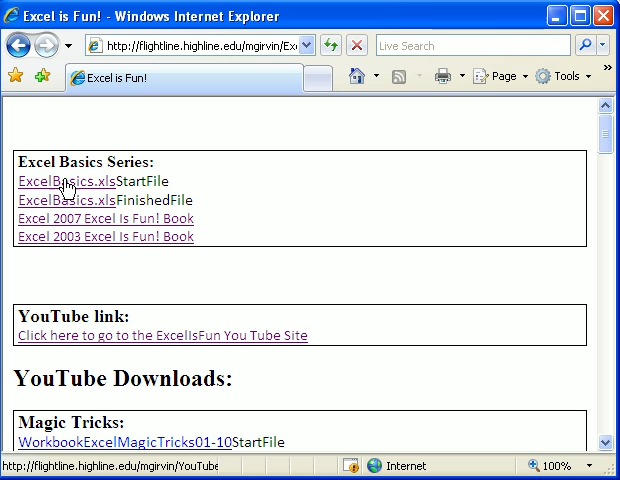 Excel is Fun! - Windows Internet Explorer
http://flightline.highline.edu/mgirvin/Exc
Live Search
Excel is Fun!
Page
Tools
»
Excel Basics Series:
ExcelBasics.xlsStartFile
ExcelBasics.xlsFinishedFile
Excel 2007 Excel Is Fun! Book
Excel 2003 Excel Is Fun! Book
YouTube link:
Click here to go to the ExcelIsFun You Tube Site
YouTube Downloads:
Magic Tricks:
WorkbookExcelMagicTricks01-10StartFile
http://flightline.highline.edu/mgirvin/YouTube
Internet
100%